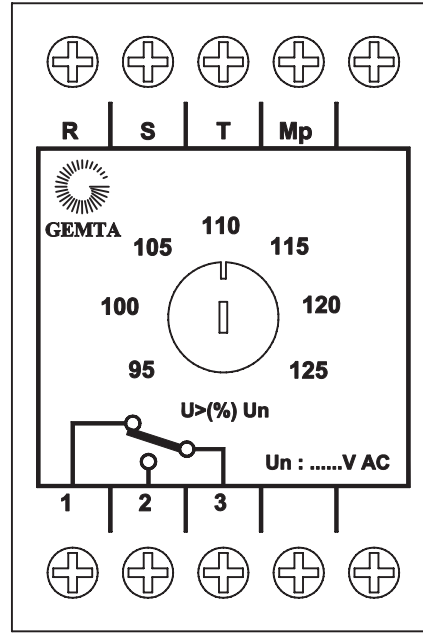 R S T Mp
GEMTA
110
105 115
100 120
95 125
U>(%) Un
Un : ......V AC
1 2 3